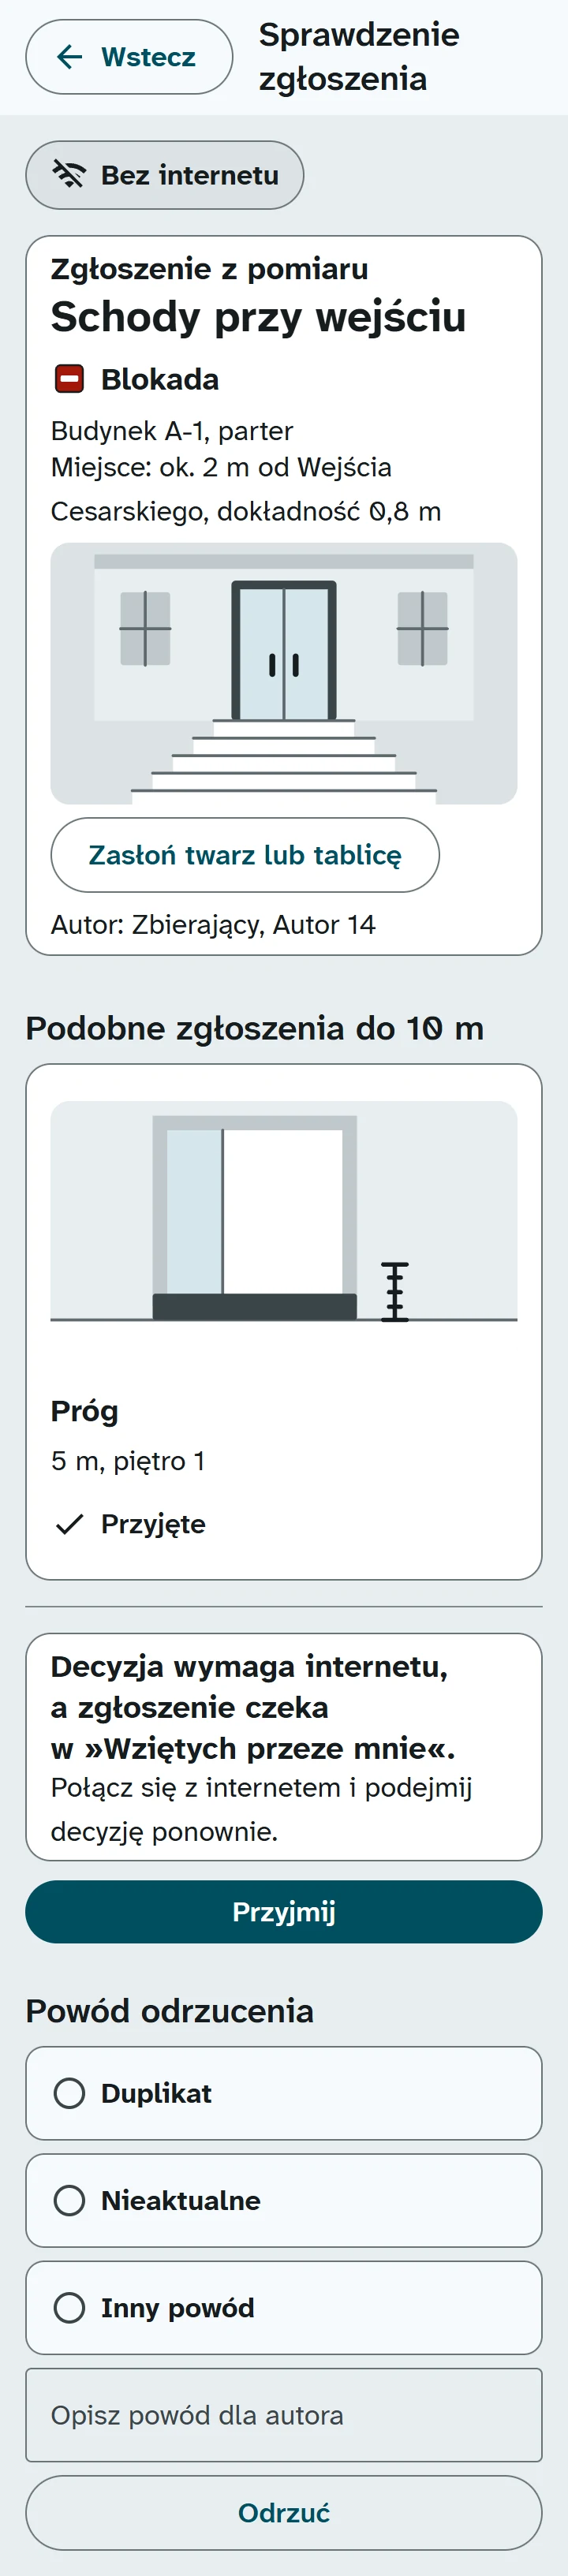 Wstecz
Sprawdzenie
zgłoszenia
Bez internetu
Zgłoszenie z pomiaru
Schody przy wejściu
Blokada
Budynek A-1, parter
Miejsce: ok. 2 m od Wejścia
Cesarskiego, dokładność 0,8 m
Zasłoń twarz lub tablicę
Autor: Zbierający, Autor 14
Podobne zgłoszenia do 10 m
Próg
5 m, piętro 1
Przyjęte
Decyzja wymaga internetu,
a zgłoszenie czeka
w »Wziętych przeze mnie«.
Połącz się z internetem i podejmij
decyzję ponownie.
Przyjmij
Powód odrzucenia
Duplikat
Nieaktualne
Inny powód
Opisz powód dla autora
Odrzuć